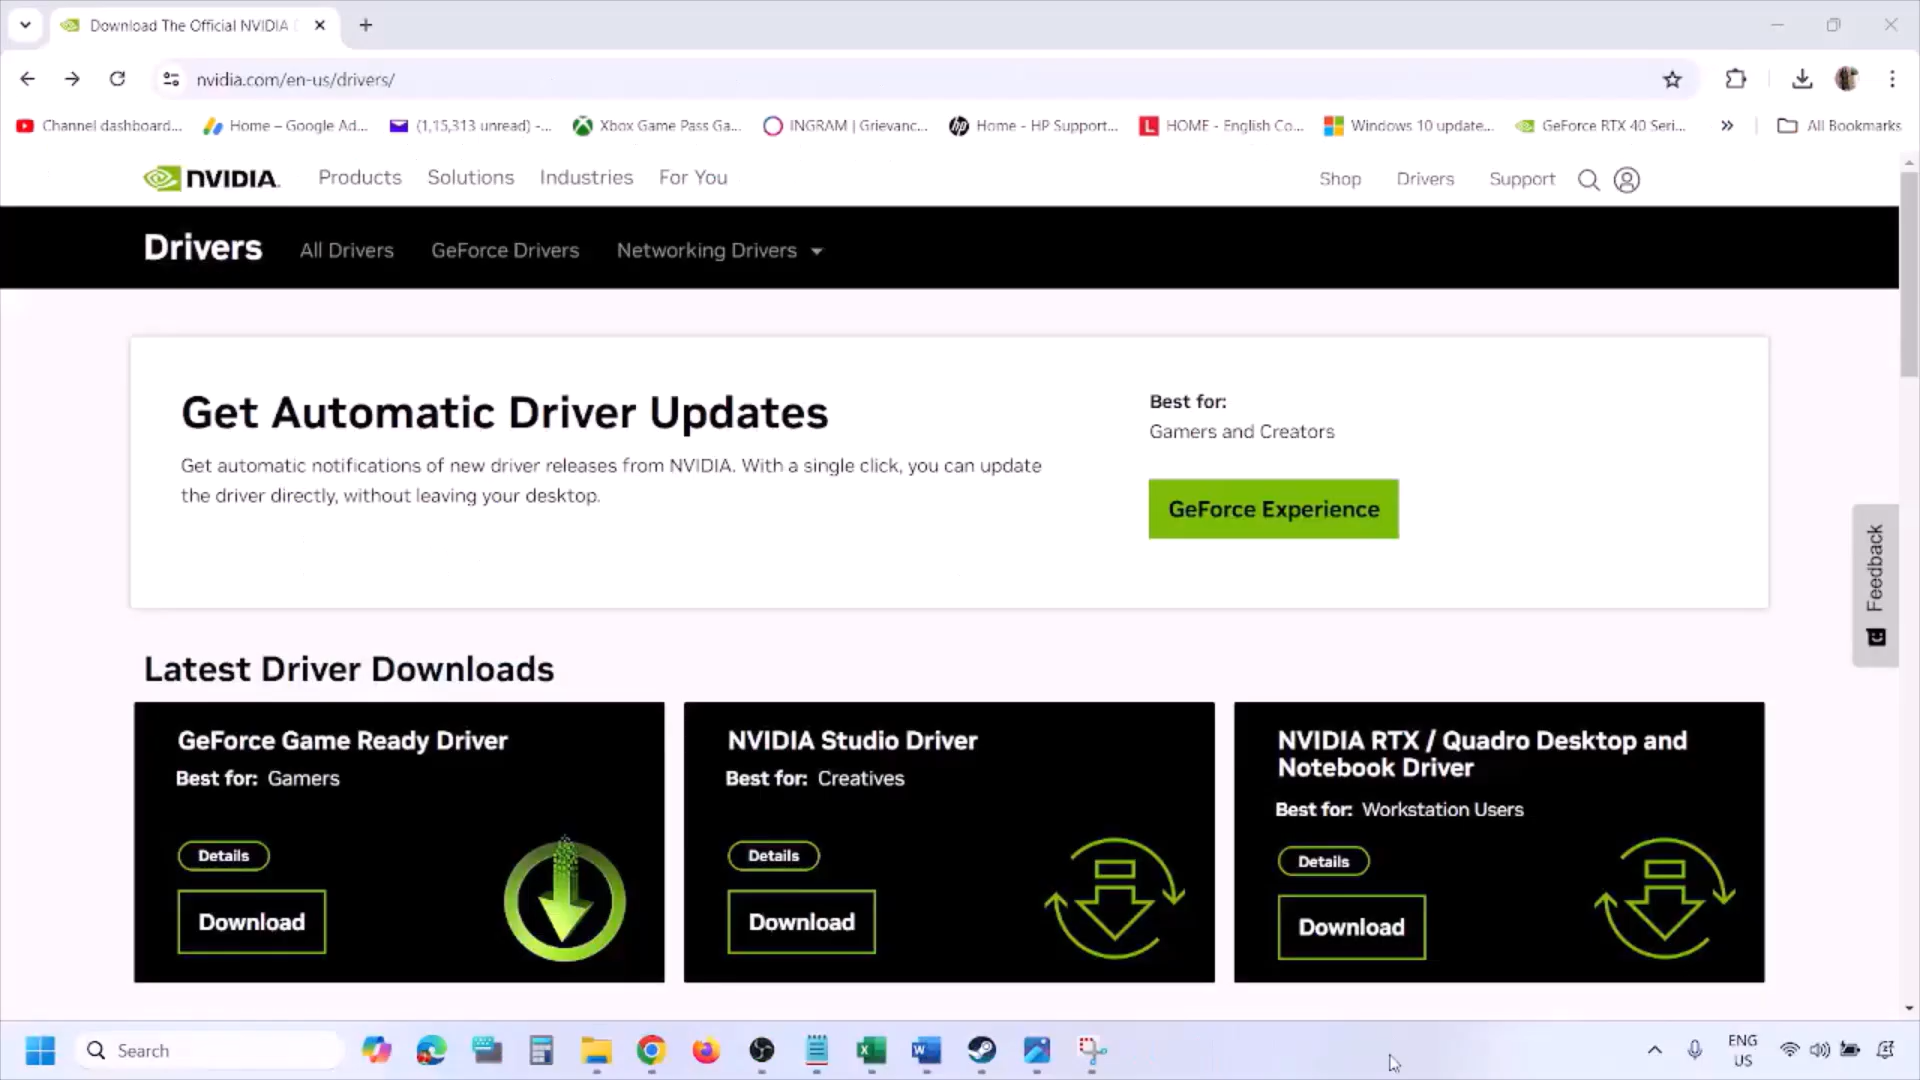 Download The Official NVIDIA
nvidia.com/en-us/drivers/
Channel dashboard...
Home – Google Ad...
(1,15,313 unread) -...
Xbox Game Pass Ga...
INGRAM | Grievanc...
Home - HP Support...
HOME - English Co...
Windows 10 update...
GeForce RTX 40 Seri...
All Bookmarks
NVIDIA.
Products
Solutions
Industries
For You
Shop
Drivers
Support
Drivers
All Drivers
GeForce Drivers
Networking Drivers
Get Automatic Driver Updates
Get automatic notifications of new driver releases from NVIDIA. With a single click, you can update
the driver directly, without leaving your desktop.
Best for:
Gamers and Creators
GeForce Experience
Feedback
Latest Driver Downloads
GeForce Game Ready Driver
Best for: Gamers
Details
Download
NVIDIA Studio Driver
Best for: Creatives
Details
Download
NVIDIA RTX / Quadro Desktop and
Notebook Driver
Best for: Workstation Users
Details
Download
Search
ENG
US